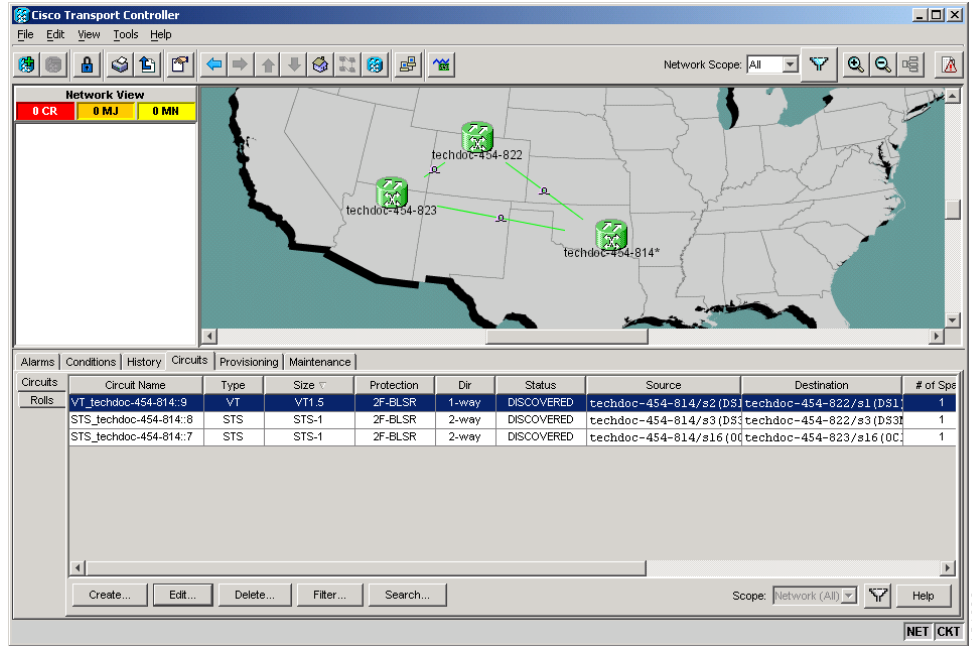 Cisco Transport Controller
File Edit View Tools Help
Network Scope: All
Network View
0 CR 0 MJ 0 MN
techdoc-454-822
techdoc-454-823
techdoc-454-814*
Alarms Conditions History Circuits Provisioning Maintenance
Circuits
Rolls
Circuit Name Type Size Protection Dir Status Source Destination # of Spa
VT_techdoc-454-814::9 VT VT1.5 2F-BLSR 1-way DISCOVERED techdoc-454-814/s2(DS1 techdoc-454-822/s1(DS1) 1
STS_techdoc-454-814::8 STS STS-1 2F-BLSR 2-way DISCOVERED techdoc-454-814/s3(DS3 techdoc-454-822/s3(DS3N 1
STS_techdoc-454-814::7 STS STS-1 2F-BLSR 2-way DISCOVERED techdoc-454-814/s16(OC techdoc-454-823/s16(OC 1
Create... Edit... Delete... Filter... Search... Scope: Network (All) Help
NET CKT